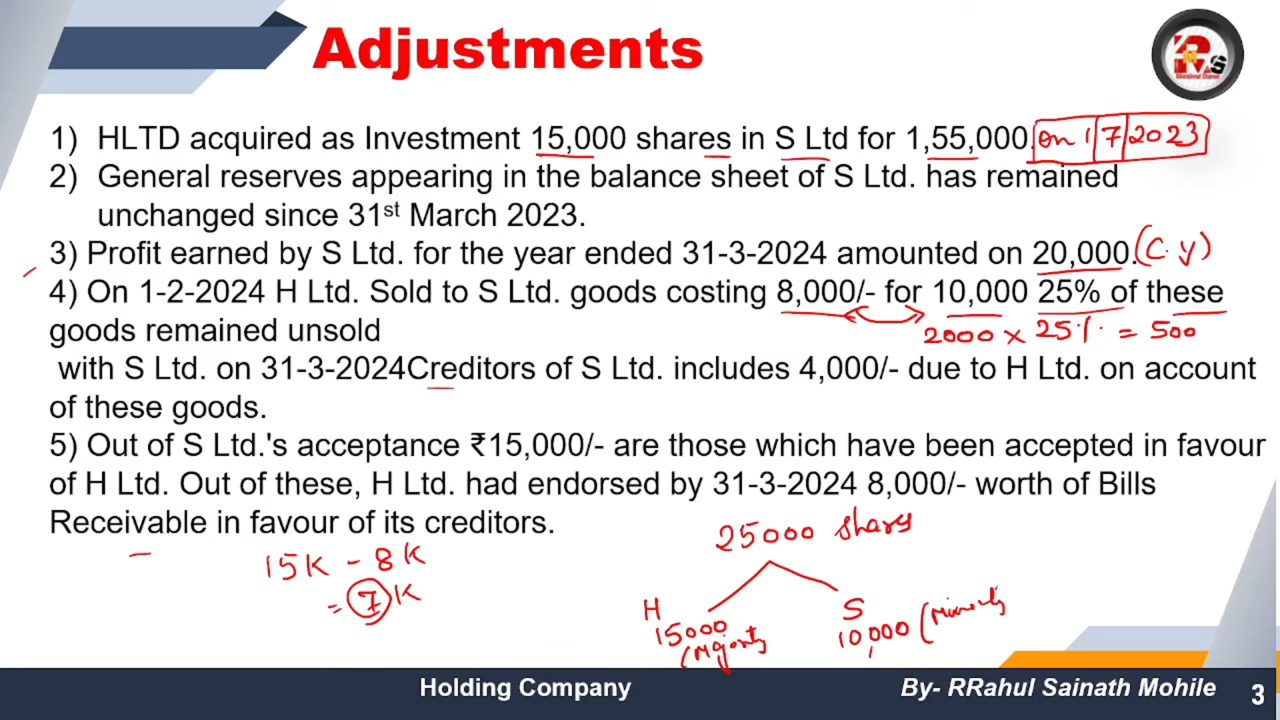 Adjustments
RMS
Educational Channel
1) HLTD acquired as Investment 15,000 shares in S Ltd for 1,55,000. on 1/7/2023
2) General reserves appearing in the balance sheet of S Ltd. has remained
unchanged since 31st March 2023.
3) Profit earned by S Ltd. for the year ended 31-3-2024 amounted on 20,000. (C.Y)
4) On 1-2-2024 H Ltd. Sold to S Ltd. goods costing 8,000/- for 10,000 25% of these
goods remained unsold
2000 x 25% = 500
with S Ltd. on 31-3-2024Creditors of S Ltd. includes 4,000/- due to H Ltd. on account
of these goods.
5) Out of S Ltd.'s acceptance ₹15,000/- are those which have been accepted in favour
of H Ltd. Out of these, H Ltd. had endorsed by 31-3-2024 8,000/- worth of Bills
Receivable in favour of its creditors.
25000 shares
15K - 8K
= 7K
H S
15000 10,000 (Minority
(Majority
Holding Company By- RRahul Sainath Mohile 3